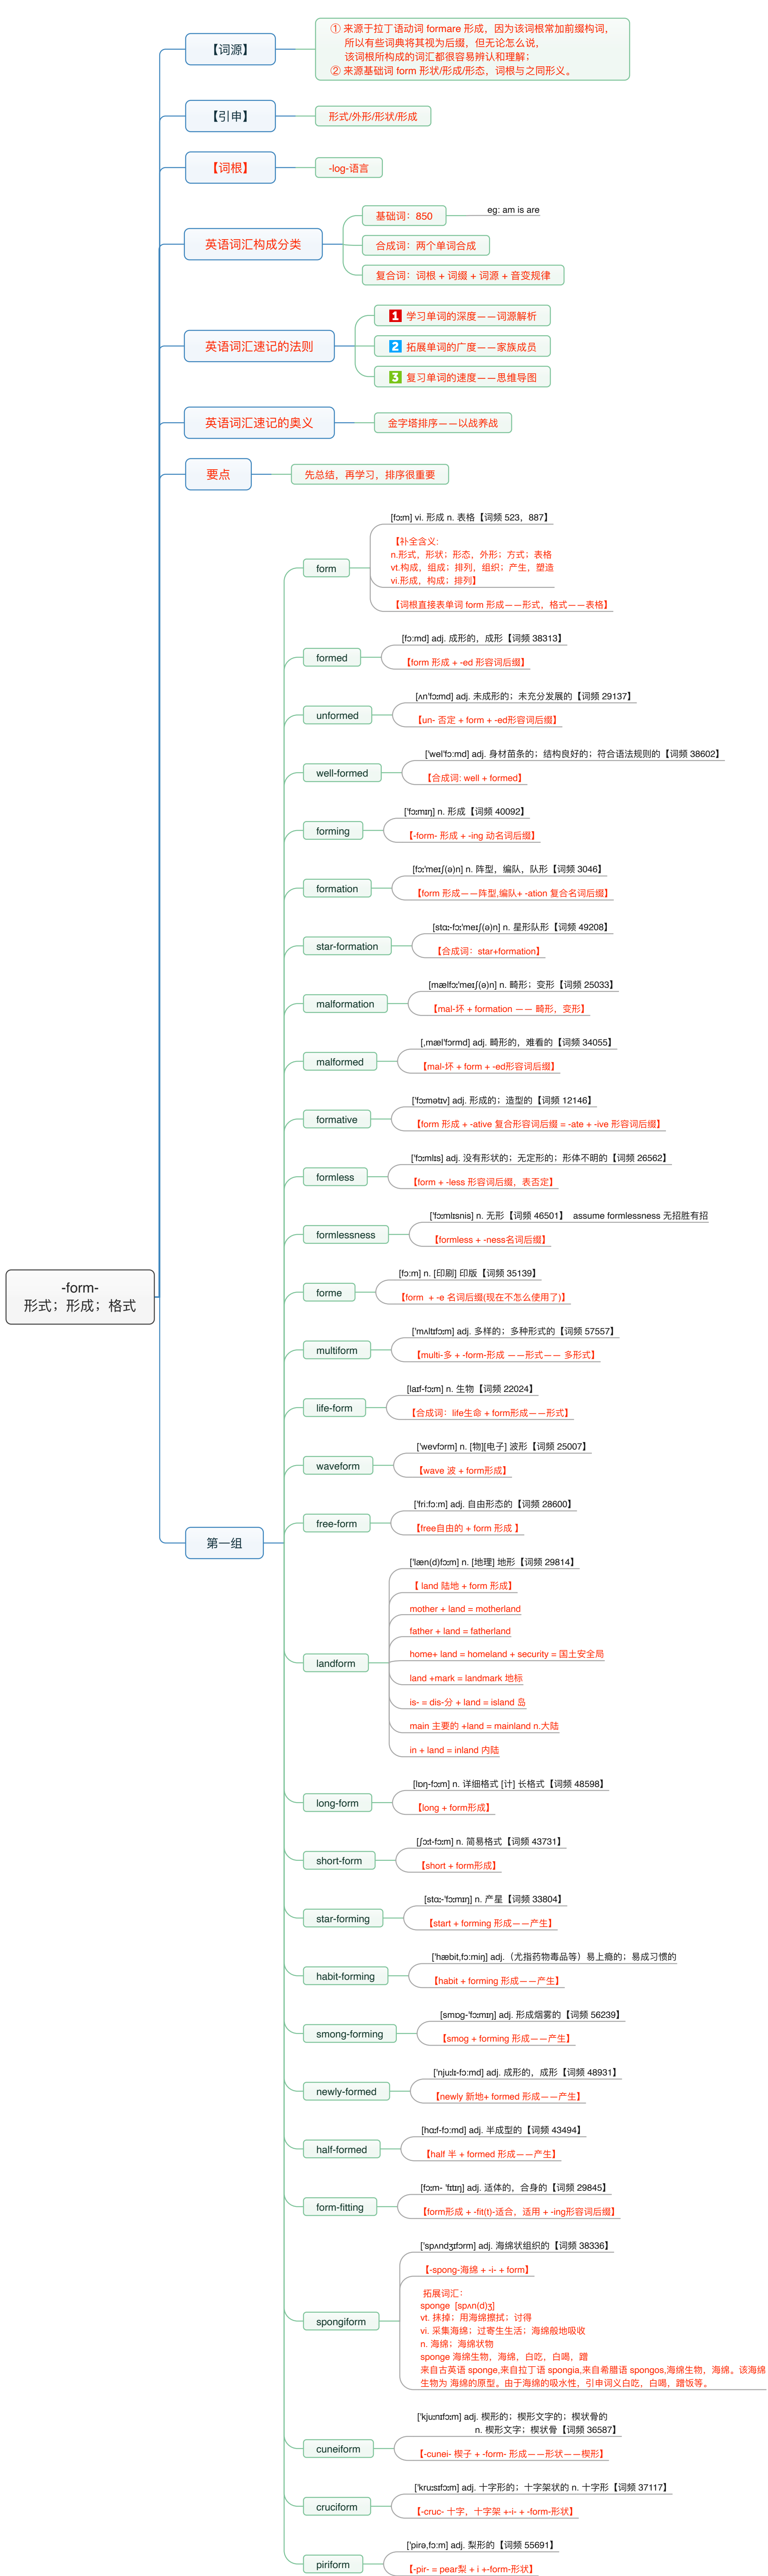 【词源】
① 来源于拉丁语动词 formare 形成，因为该词根常加前缀构词，
所以有些词典将其视为后缀，但无论怎么说，
该词根所构成的词汇都很容易辨认和理解；
② 来源基础词 form 形状/形成/形态，词根与之同形义。
【引申】
形式/外形/形状/形成
【词根】
-log-语言
英语词汇构成分类
基础词：850
eg: am is are
合成词：两个单词合成
复合词：词根 + 词缀 + 词源 + 音变规律
英语词汇速记的法则
1 学习单词的深度——词源解析
2 拓展单词的广度——家族成员
3 复习单词的速度——思维导图
英语词汇速记的奥义
金字塔排序——以战养战
要点
先总结，再学习，排序很重要
-form-
形式；形成；格式
第一组
form
[fɔːm] vi. 形成 n. 表格【词频 523，887】
【补全含义:
n.形式，形状；形态，外形；方式；表格
vt.构成，组成；排列，组织；产生，塑造
vi.形成，构成；排列】
【词根直接表单词 form 形成——形式，格式——表格】
formed
[fɔːmd] adj. 成形的，成形【词频 38313】
【form 形成 + -ed 形容词后缀】
unformed
[ʌn'fɔːmd] adj. 未成形的；未充分发展的【词频 29137】
【un- 否定 + form + -ed形容词后缀】
well-formed
['wel'fɔːmd] adj. 身材苗条的；结构良好的；符合语法规则的【词频 38602】
【合成词: well + formed】
forming
['fɔːmɪŋ] n. 形成【词频 40092】
【-form- 形成 + -ing 动名词后缀】
formation
[fɔː'meɪʃ(ə)n] n. 阵型，编队，队形【词频 3046】
【form 形成——阵型,编队+ -ation 复合名词后缀】
star-formation
[stɑː-fɔː'meɪʃ(ə)n] n. 星形队形【词频 49208】
【合成词：star+formation】
malformation
[mælfɔː'meɪʃ(ə)n] n. 畸形；变形【词频 25033】
【mal-坏 + formation —— 畸形，变形】
malformed
[,mæl'fɔrmd] adj. 畸形的，难看的【词频 34055】
【mal-坏 + form + -ed形容词后缀】
formative
['fɔːmətɪv] adj. 形成的；造型的【词频 12146】
【form 形成 + -ative 复合形容词后缀 = -ate + -ive 形容词后缀】
formless
['fɔːmlɪs] adj. 没有形状的；无定形的；形体不明的【词频 26562】
【form + -less 形容词后缀，表否定】
formlessness
['fɔːmlɪsnis] n. 无形【词频 46501】 assume formlessness 无招胜有招
【formless + -ness名词后缀】
forme
[fɔːm] n. [印刷] 印版【词频 35139】
【form + -e 名词后缀(现在不怎么使用了)】
multiform
['mʌltɪfɔːm] adj. 多样的；多种形式的【词频 57557】
【multi-多 + -form-形成 ——形式—— 多形式】
life-form
[laɪf-fɔːm] n. 生物【词频 22024】
【合成词：life生命 + form形成——形式】
waveform
['wevfɔrm] n. [物][电子] 波形【词频 25007】
【wave 波 + form形成】
free-form
['friːfɔːm] adj. 自由形态的【词频 28600】
【free自由的 + form 形成 】
landform
['læn(d)fɔːm] n. [地理] 地形【词频 29814】
【 land 陆地 + form 形成】
mother + land = motherland
father + land = fatherland
home+ land = homeland + security = 国土安全局
land +mark = landmark 地标
is- = dis-分 + land = island 岛
main 主要的 +land = mainland n.大陆
in + land = inland 内陆
long-form
[lɒŋ-fɔːm] n. 详细格式 [计] 长格式【词频 48598】
【long + form形成】
short-form
[ʃɔːt-fɔːm] n. 简易格式【词频 43731】
【short + form形成】
star-forming
[stɑː-'fɔːmɪŋ] n. 产星【词频 33804】
【start + forming 形成——产生】
habit-forming
['hæbit,fɔːmiŋ] adj.（尤指药物毒品等）易上瘾的；易成习惯的
【habit + forming 形成——产生】
smong-forming
[smɒg-'fɔːmɪŋ] adj. 形成烟雾的【词频 56239】
【smog + forming 形成——产生】
newly-formed
['njuːlɪ-fɔːmd] adj. 成形的，成形【词频 48931】
【newly 新地+ formed 形成——产生】
half-formed
[hɑːf-fɔːmd] adj. 半成型的【词频 43494】
【half 半 + formed 形成——产生】
form-fitting
[fɔːm- 'fɪtɪŋ] adj. 适体的，合身的【词频 29845】
【form形成 + -fit(t)-适合，适用 + -ing形容词后缀】
spongiform
['spʌndʒɪfɔrm] adj. 海绵状组织的【词频 38336】
【-spong-海绵 + -i- + form】
拓展词汇：
sponge [spʌn(d)ʒ]
vt. 抹掉；用海绵擦拭；讨得
vi. 采集海绵；过寄生生活；海绵般地吸收
n. 海绵；海绵状物
sponge 海绵生物，海绵，白吃，白喝，蹭
来自古英语 sponge,来自拉丁语 spongia,来自希腊语 spongos,海绵生物，海绵。该海绵
生物为 海绵的原型。由于海绵的吸水性，引申词义白吃，白喝，蹭饭等。
cuneiform
['kjuːnɪfɔːm] adj. 楔形的；楔形文字的；楔状骨的
n. 楔形文字；楔状骨【词频 36587】
【-cunei- 楔子 + -form- 形成——形状——楔形】
cruciform
['kruːsɪfɔːm] adj. 十字形的；十字架状的 n. 十字形【词频 37117】
【-cruc- 十字，十字架 +-i- + -form-形状】
piriform
['pirə,fɔːm] adj. 梨形的【词频 55691】
【-pir- = pear梨 + i +-form-形状】